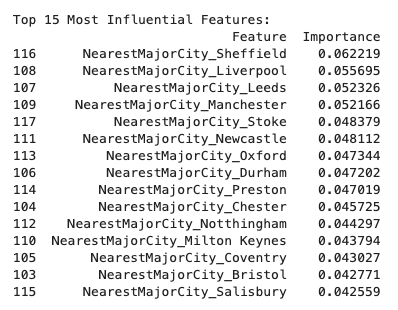 Top 15 Most Influential Features:
Feature Importance
116 NearestMajorCity_Sheffield 0.062219
108 NearestMajorCity_Liverpool 0.055695
107 NearestMajorCity_Leeds 0.052326
109 NearestMajorCity_Manchester 0.052166
117 NearestMajorCity_Stoke 0.048379
111 NearestMajorCity_Newcastle 0.048112
113 NearestMajorCity_Oxford 0.047344
106 NearestMajorCity_Durham 0.047202
114 NearestMajorCity_Preston 0.047019
104 NearestMajorCity_Chester 0.045725
112 NearestMajorCity_Notthingham 0.044297
110 NearestMajorCity_Milton Keynes 0.043794
105 NearestMajorCity_Coventry 0.043027
103 NearestMajorCity_Bristol 0.042771
115 NearestMajorCity_Salisbury 0.042559